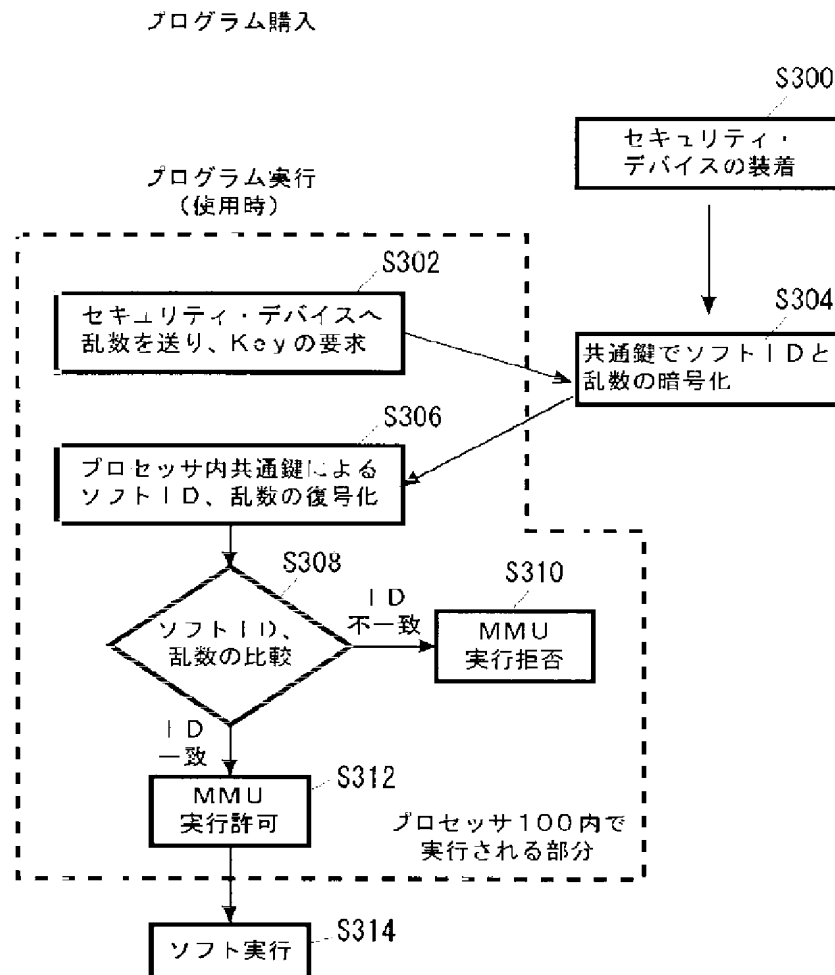 プログラム購入
S300
セキュリティ・
デバイスの装着
プログラム実行
(使用時)
S302
セキュリティ・デバイスへ
乱数を送り、Keyの要求
S304
共通鍵でソフトIDと
乱数の暗号化
S306
プロセッサ内共通鍵による
ソフトID、乱数の復号化
S308
ソフトID、
乱数の比較
ID
不一致
S310
MMU
実行拒否
ID
一致
S312
MMU
実行許可
プロセッサ100内で
実行される部分
S314
ソフト実行